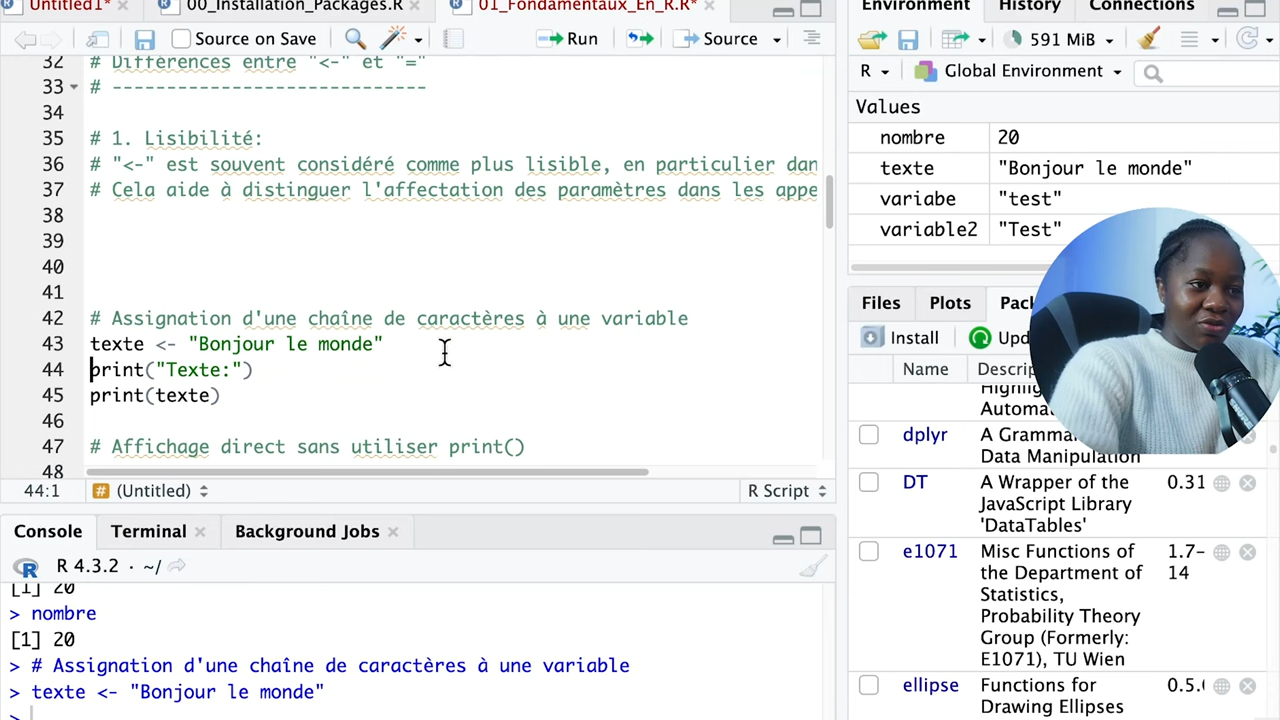 Untitled1*
00_Installation_Packages.R
01_Fondamentaux_En_R.R*
Source on Save
Run
Source
32 # Différences entre "<-" et "="
33 # -----------------------------
34
35 # 1. Lisibilité:
36 # "<-" est souvent considéré comme plus lisible, en particulier dan
37 # Cela aide à distinguer l'affectation des paramètres dans les appe
38
39
40
41
42 # Assignation d'une chaîne de caractères à une variable
43 texte <- "Bonjour le monde"
44 print("Texte:")
45 print(texte)
46
47 # Affichage direct sans utiliser print()
48
44:1 # (Untitled) R Script
Console Terminal Background Jobs
R 4.3.2 · ~/
[1] 20
> nombre
[1] 20
> # Assignation d'une chaîne de caractères à une variable
> texte <- "Bonjour le monde"
>
Environment History Connections
591 MiB
R Global Environment
Values
nombre 20
texte "Bonjour le monde"
variabe "test"
variable2 "Test"
Files Plots
Install
Name
Automa
dplyr
Data Manipulation
DT A Wrapper of the 0.31
JavaScript Library
'DataTables'
e1071 Misc Functions of 1.7–
the Department of 14
Statistics,
Probability Theory
Group (Formerly:
E1071), TU Wien
ellipse Functions for 0.5.
Drawing Ellipses